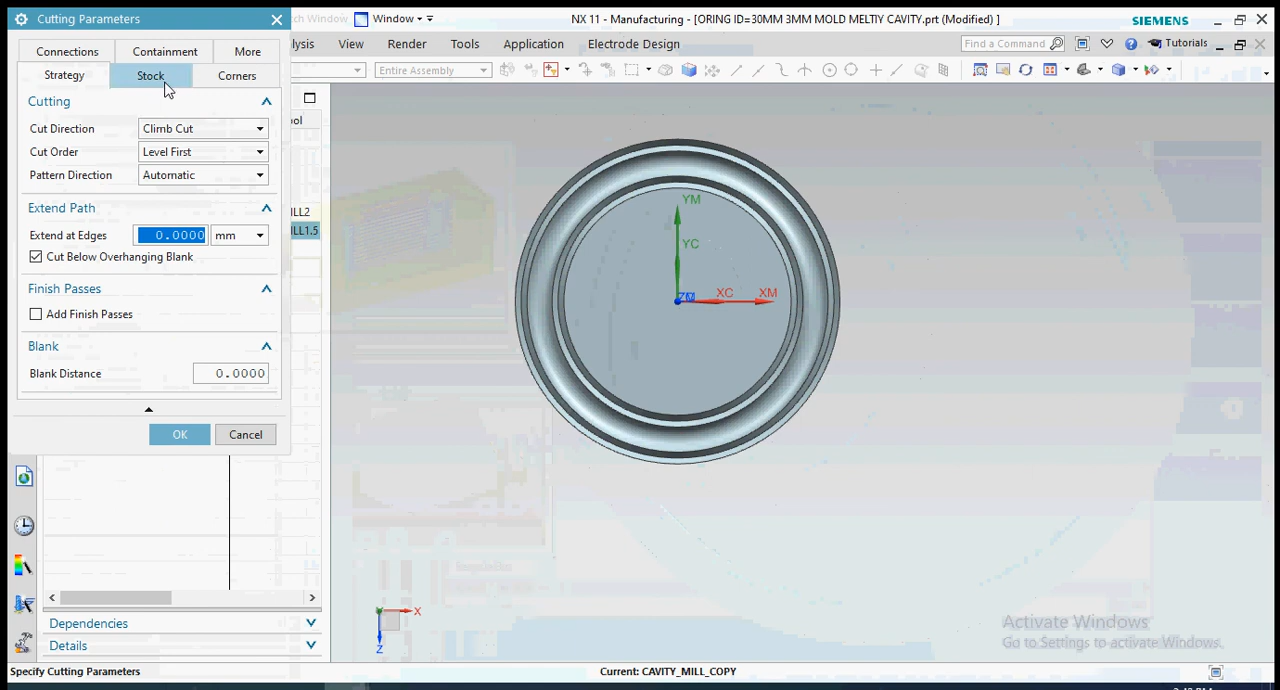 Cutting Parameters
ch Window
Window
NX 11 - Manufacturing - [ORING ID=30MM 3MM MOLD MELTIY CAVITY.prt (Modified) ]
SIEMENS
Connections
Containment
More
lysis
View
Render
Tools
Application
Electrode Design
Find a Command
Tutorials
Strategy
Stock
Corners
Entire Assembly
Cutting
ol
Cut Direction
Climb Cut
Cut Order
Level First
Pattern Direction
Automatic
Extend Path
ILL2
ILL1.5
Extend at Edges
0.0000
mm
Cut Below Overhanging Blank
Finish Passes
Add Finish Passes
Blank
Blank Distance
0.0000
OK
Cancel
YM
YC
XC
XM
X
Z
Dependencies
Details
Activate Windows
Go to Settings to activate Windows.
Specify Cutting Parameters
Current: CAVITY_MILL_COPY